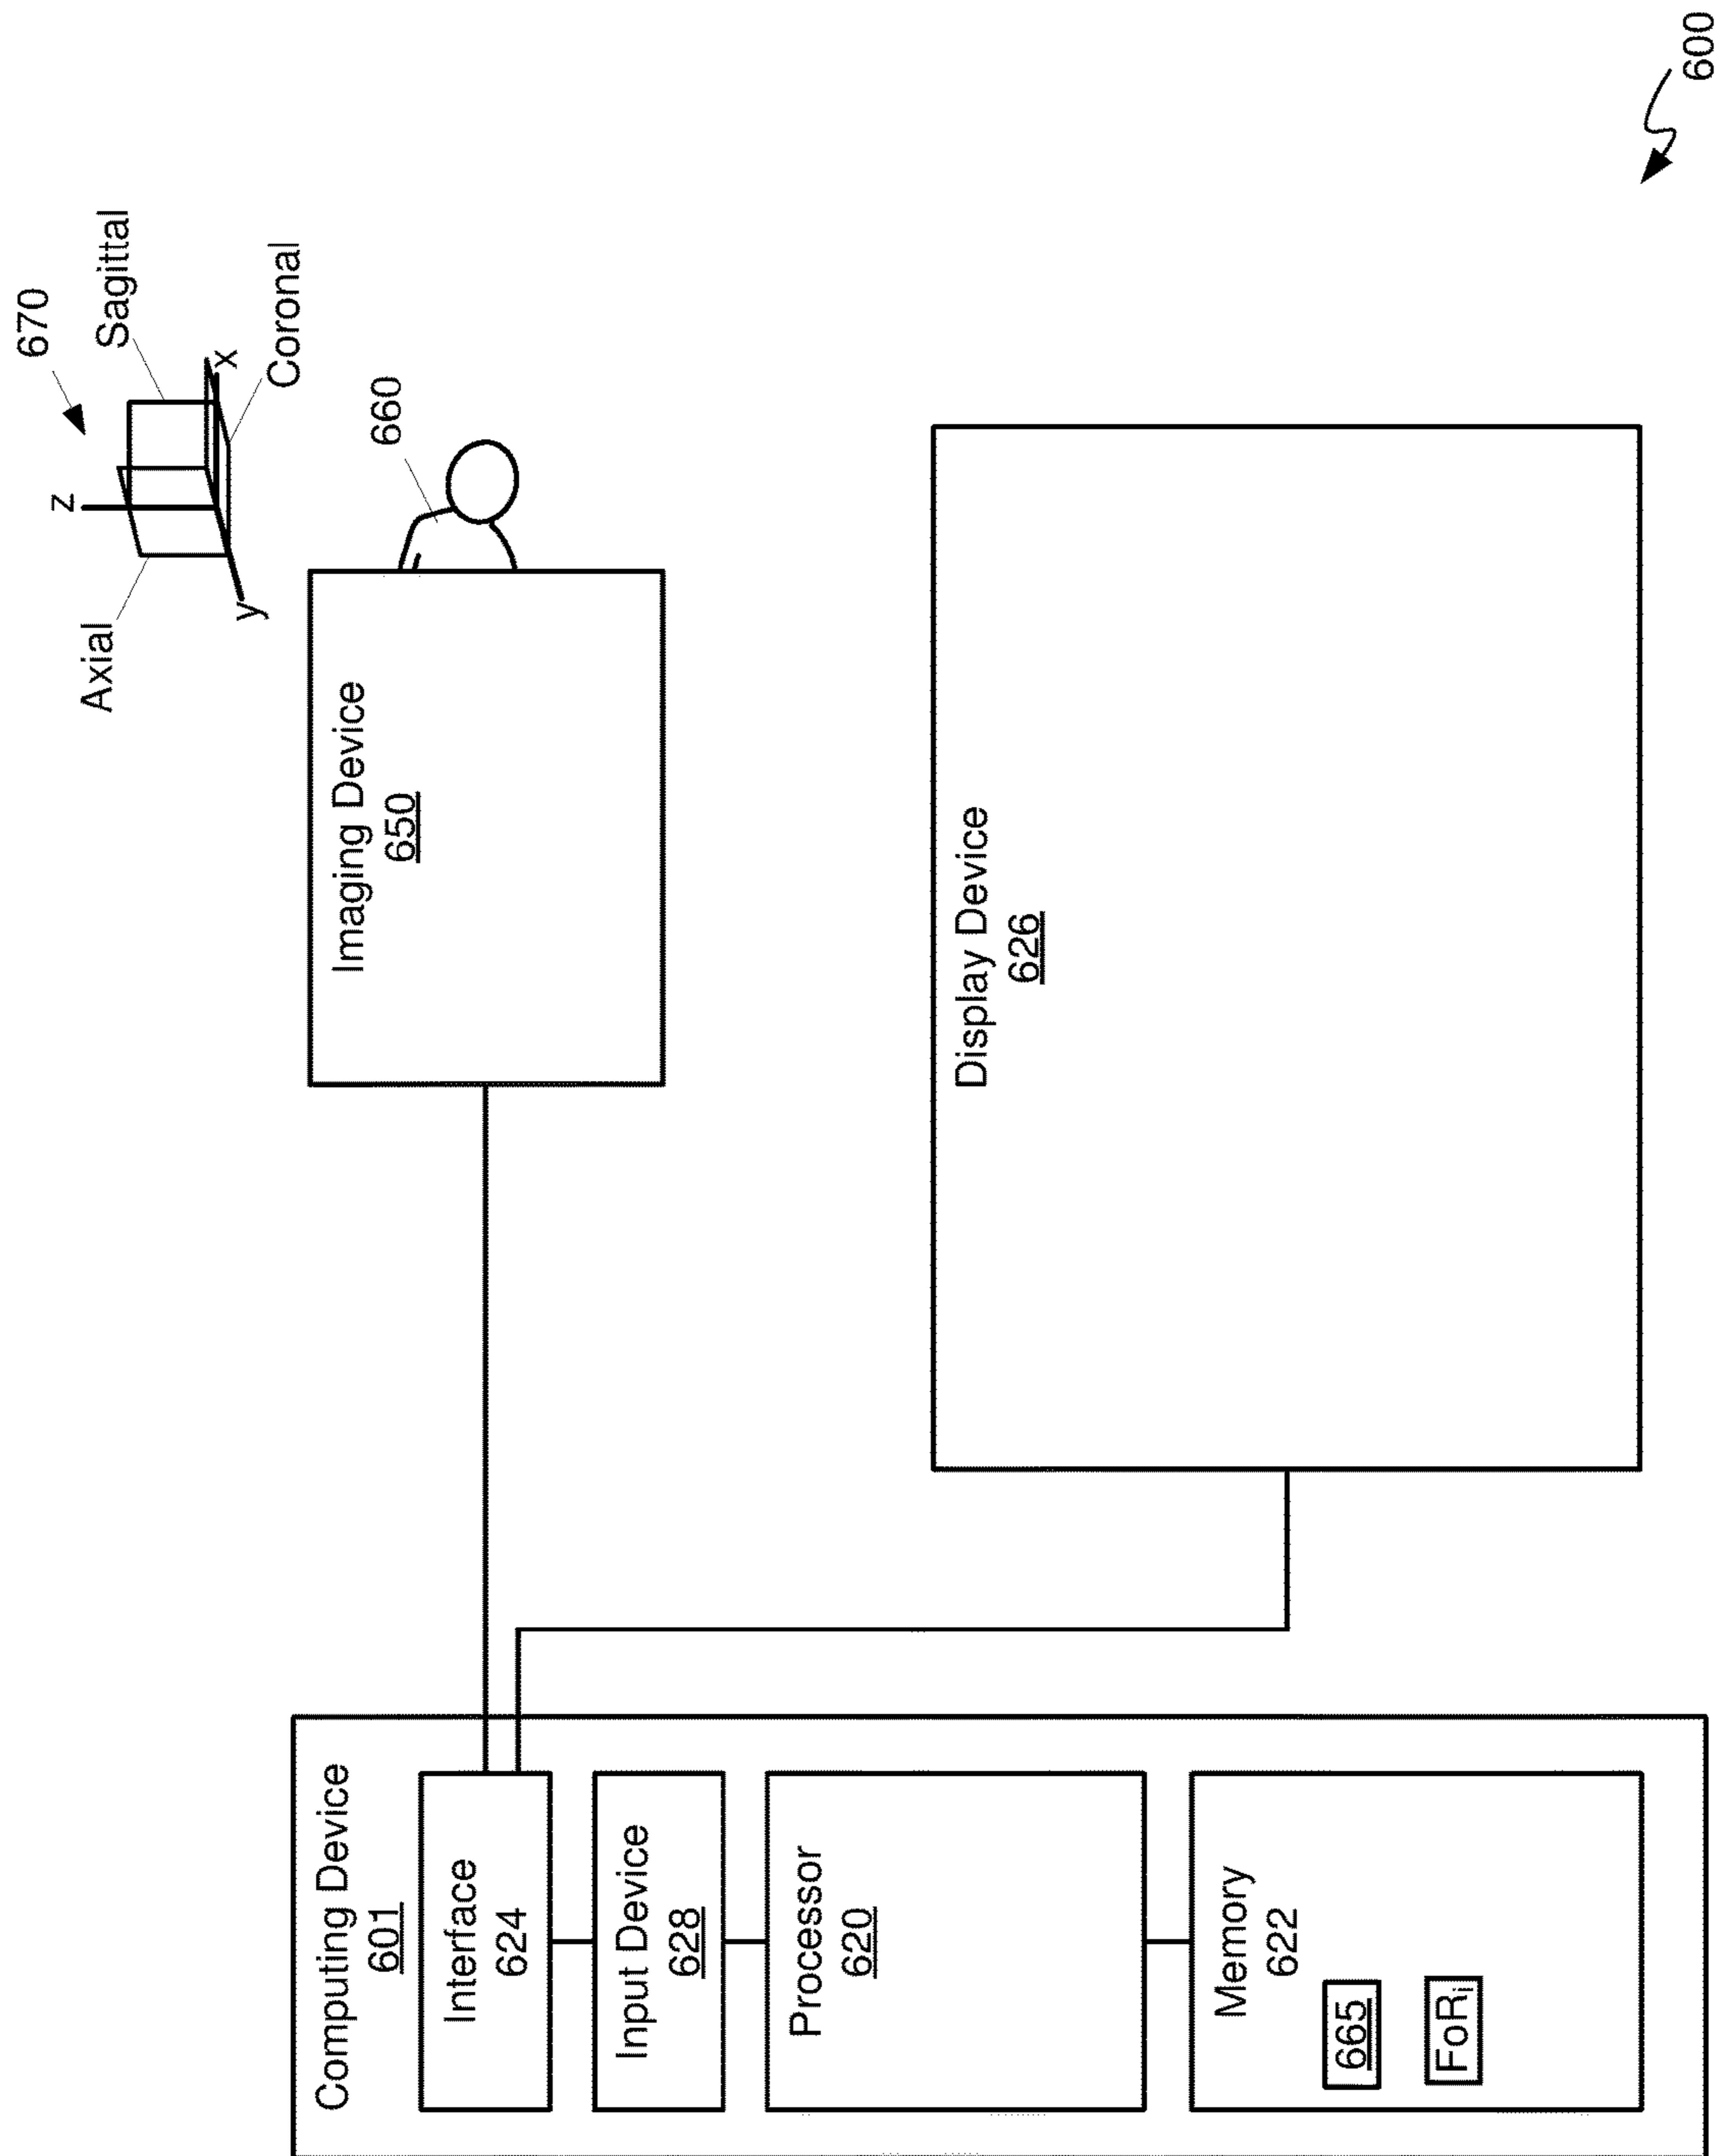 Computing Device
601
Interface
624
Input Device
628
Processor
620
Memory
622
665
FoRi
Imaging Device
650
660
670
Axial
Sagittal
Coronal
z
x
y
Display Device
626
600